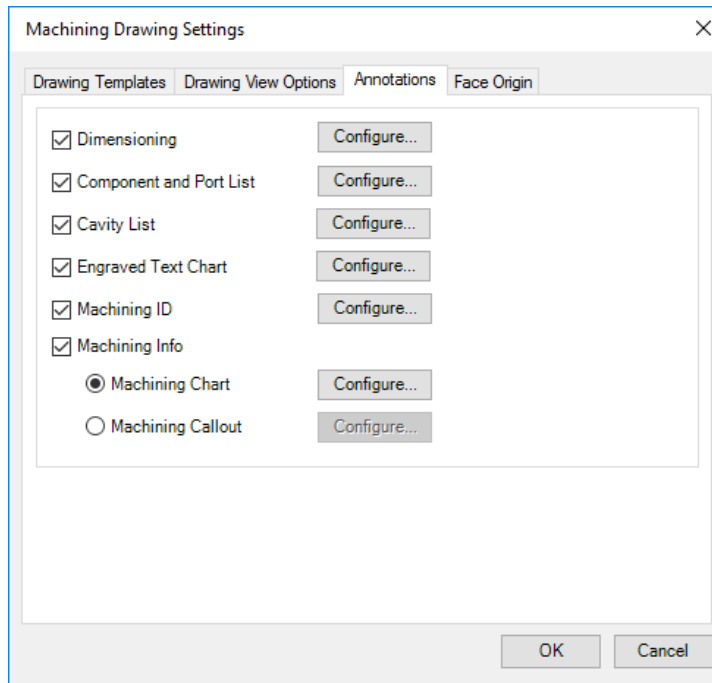 Machining Drawing Settings
Drawing Templates Drawing View Options Annotations Face Origin
Dimensioning Configure...
Component and Port List Configure...
Cavity List Configure...
Engraved Text Chart Configure...
Machining ID Configure...
Machining Info
Machining Chart Configure...
Machining Callout Configure...
OK Cancel